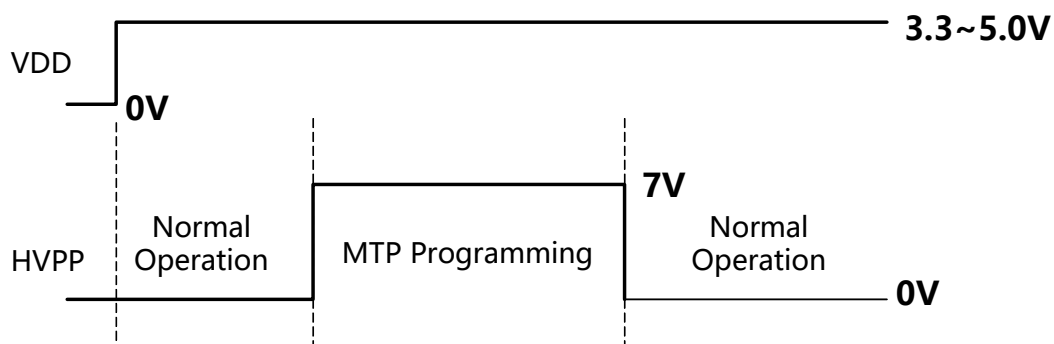 3.3~5.0V
VDD
0V
7V
Normal
Operation
MTP Programming
Normal
Operation
HVPP
0V